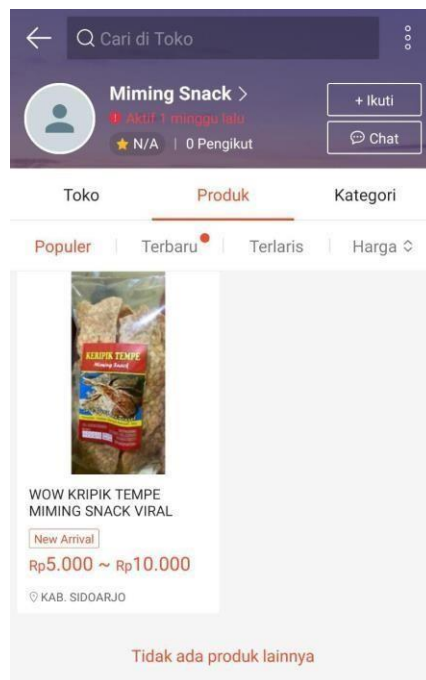 Cari di Toko
Miming Snack >
Aktif 1 minggu lalu
N/A | 0 Pengikut
+ Ikuti
Chat
Toko
Produk
Kategori
Populer
Terbaru
Terlaris
Harga
KERIPIK TEMPE
Miming Snack
WOW KRIPIK TEMPE
MIMING SNACK VIRAL
New Arrival
Rp5.000 ~ Rp10.000
KAB. SIDOARJO
Tidak ada produk lainnya